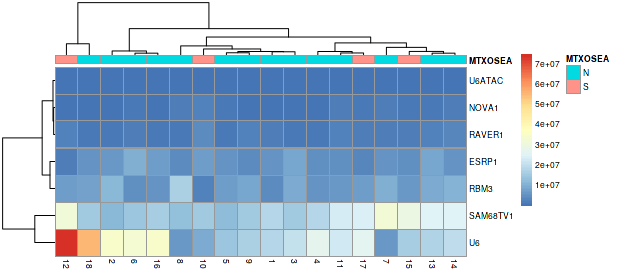 MTXOSEA
MTXOSEA
N
S
7e+07
6e+07
5e+07
4e+07
3e+07
2e+07
1e+07
U6ATAC
NOVA1
RAVER1
ESRP1
RBM3
SAM68TV1
U6
12 18 2 6 16 8 10 5 9 1 3 4 11 17 7 15 13 14